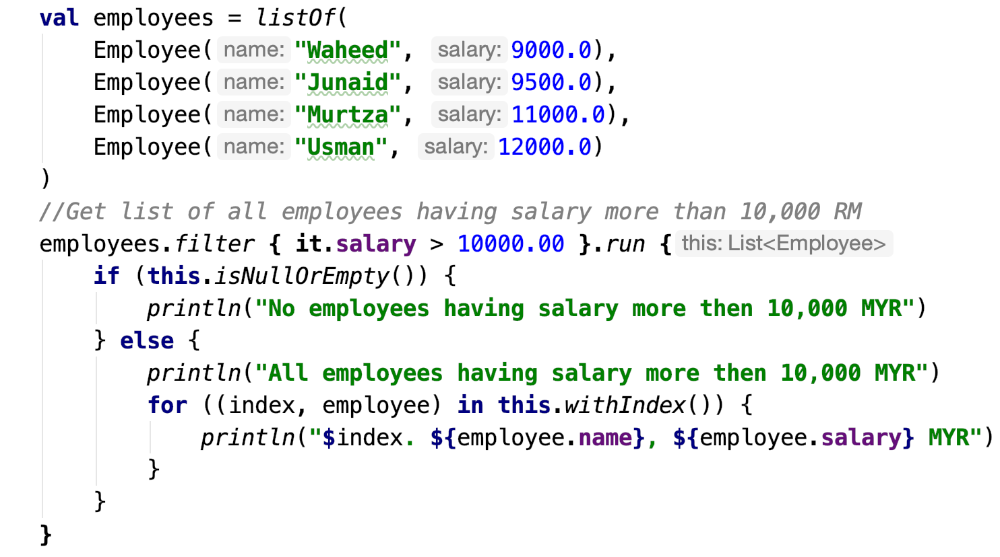 val employees = listOf(
    Employee( name: "Waheed",  salary: 9000.0),
    Employee( name: "Junaid",  salary: 9500.0),
    Employee( name: "Murtza",  salary: 11000.0),
    Employee( name: "Usman",  salary: 12000.0)
)
//Get list of all employees having salary more than 10,000 RM
employees.filter { it.salary > 10000.00 }.run { this: List<Employee>
    if (this.isNullOrEmpty()) {
        println("No employees having salary more then 10,000 MYR")
    } else {
        println("All employees having salary more then 10,000 MYR")
        for ((index, employee) in this.withIndex()) {
            println("$index. ${employee.name}, ${employee.salary} MYR")
        }
    }
}